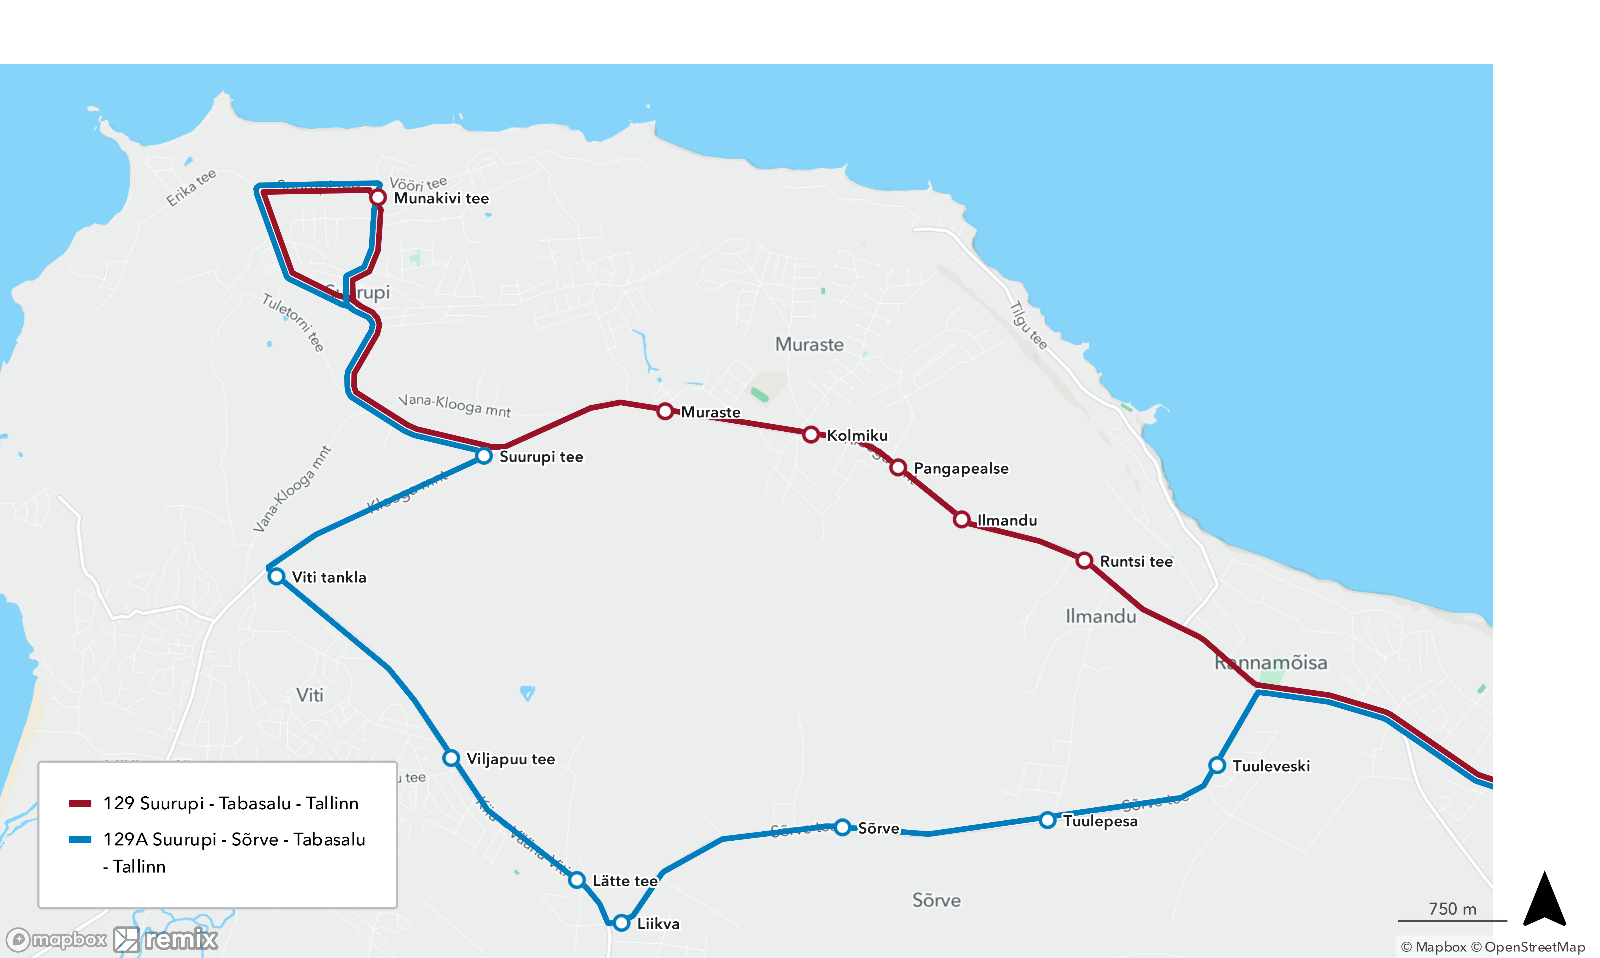 Erika tee
Vööri tee
Munakivi tee
Suurupi
Tuletorni tee
Tilgu tee
Muraste
Vana-Klooga mnt
Muraste
Kolmiku
Suurupi tee
Pangapealse
Vana-Klooga mnt
Klooga mnt
Ilmandu
Runtsi tee
Viti tankla
Ilmandu
Rannamõisa
Viti
Viljapuu tee
Tuuleveski
129 Suurupi - Tabasalu - Tallinn
129A Suurupi - Sõrve - Tabasalu
- Tallinn
Sõrve tee
Tuulepesa
Sõrve
Lätte tee
Sõrve
Liikva
750 m
mapbox
remix
© Mapbox © OpenStreetMap